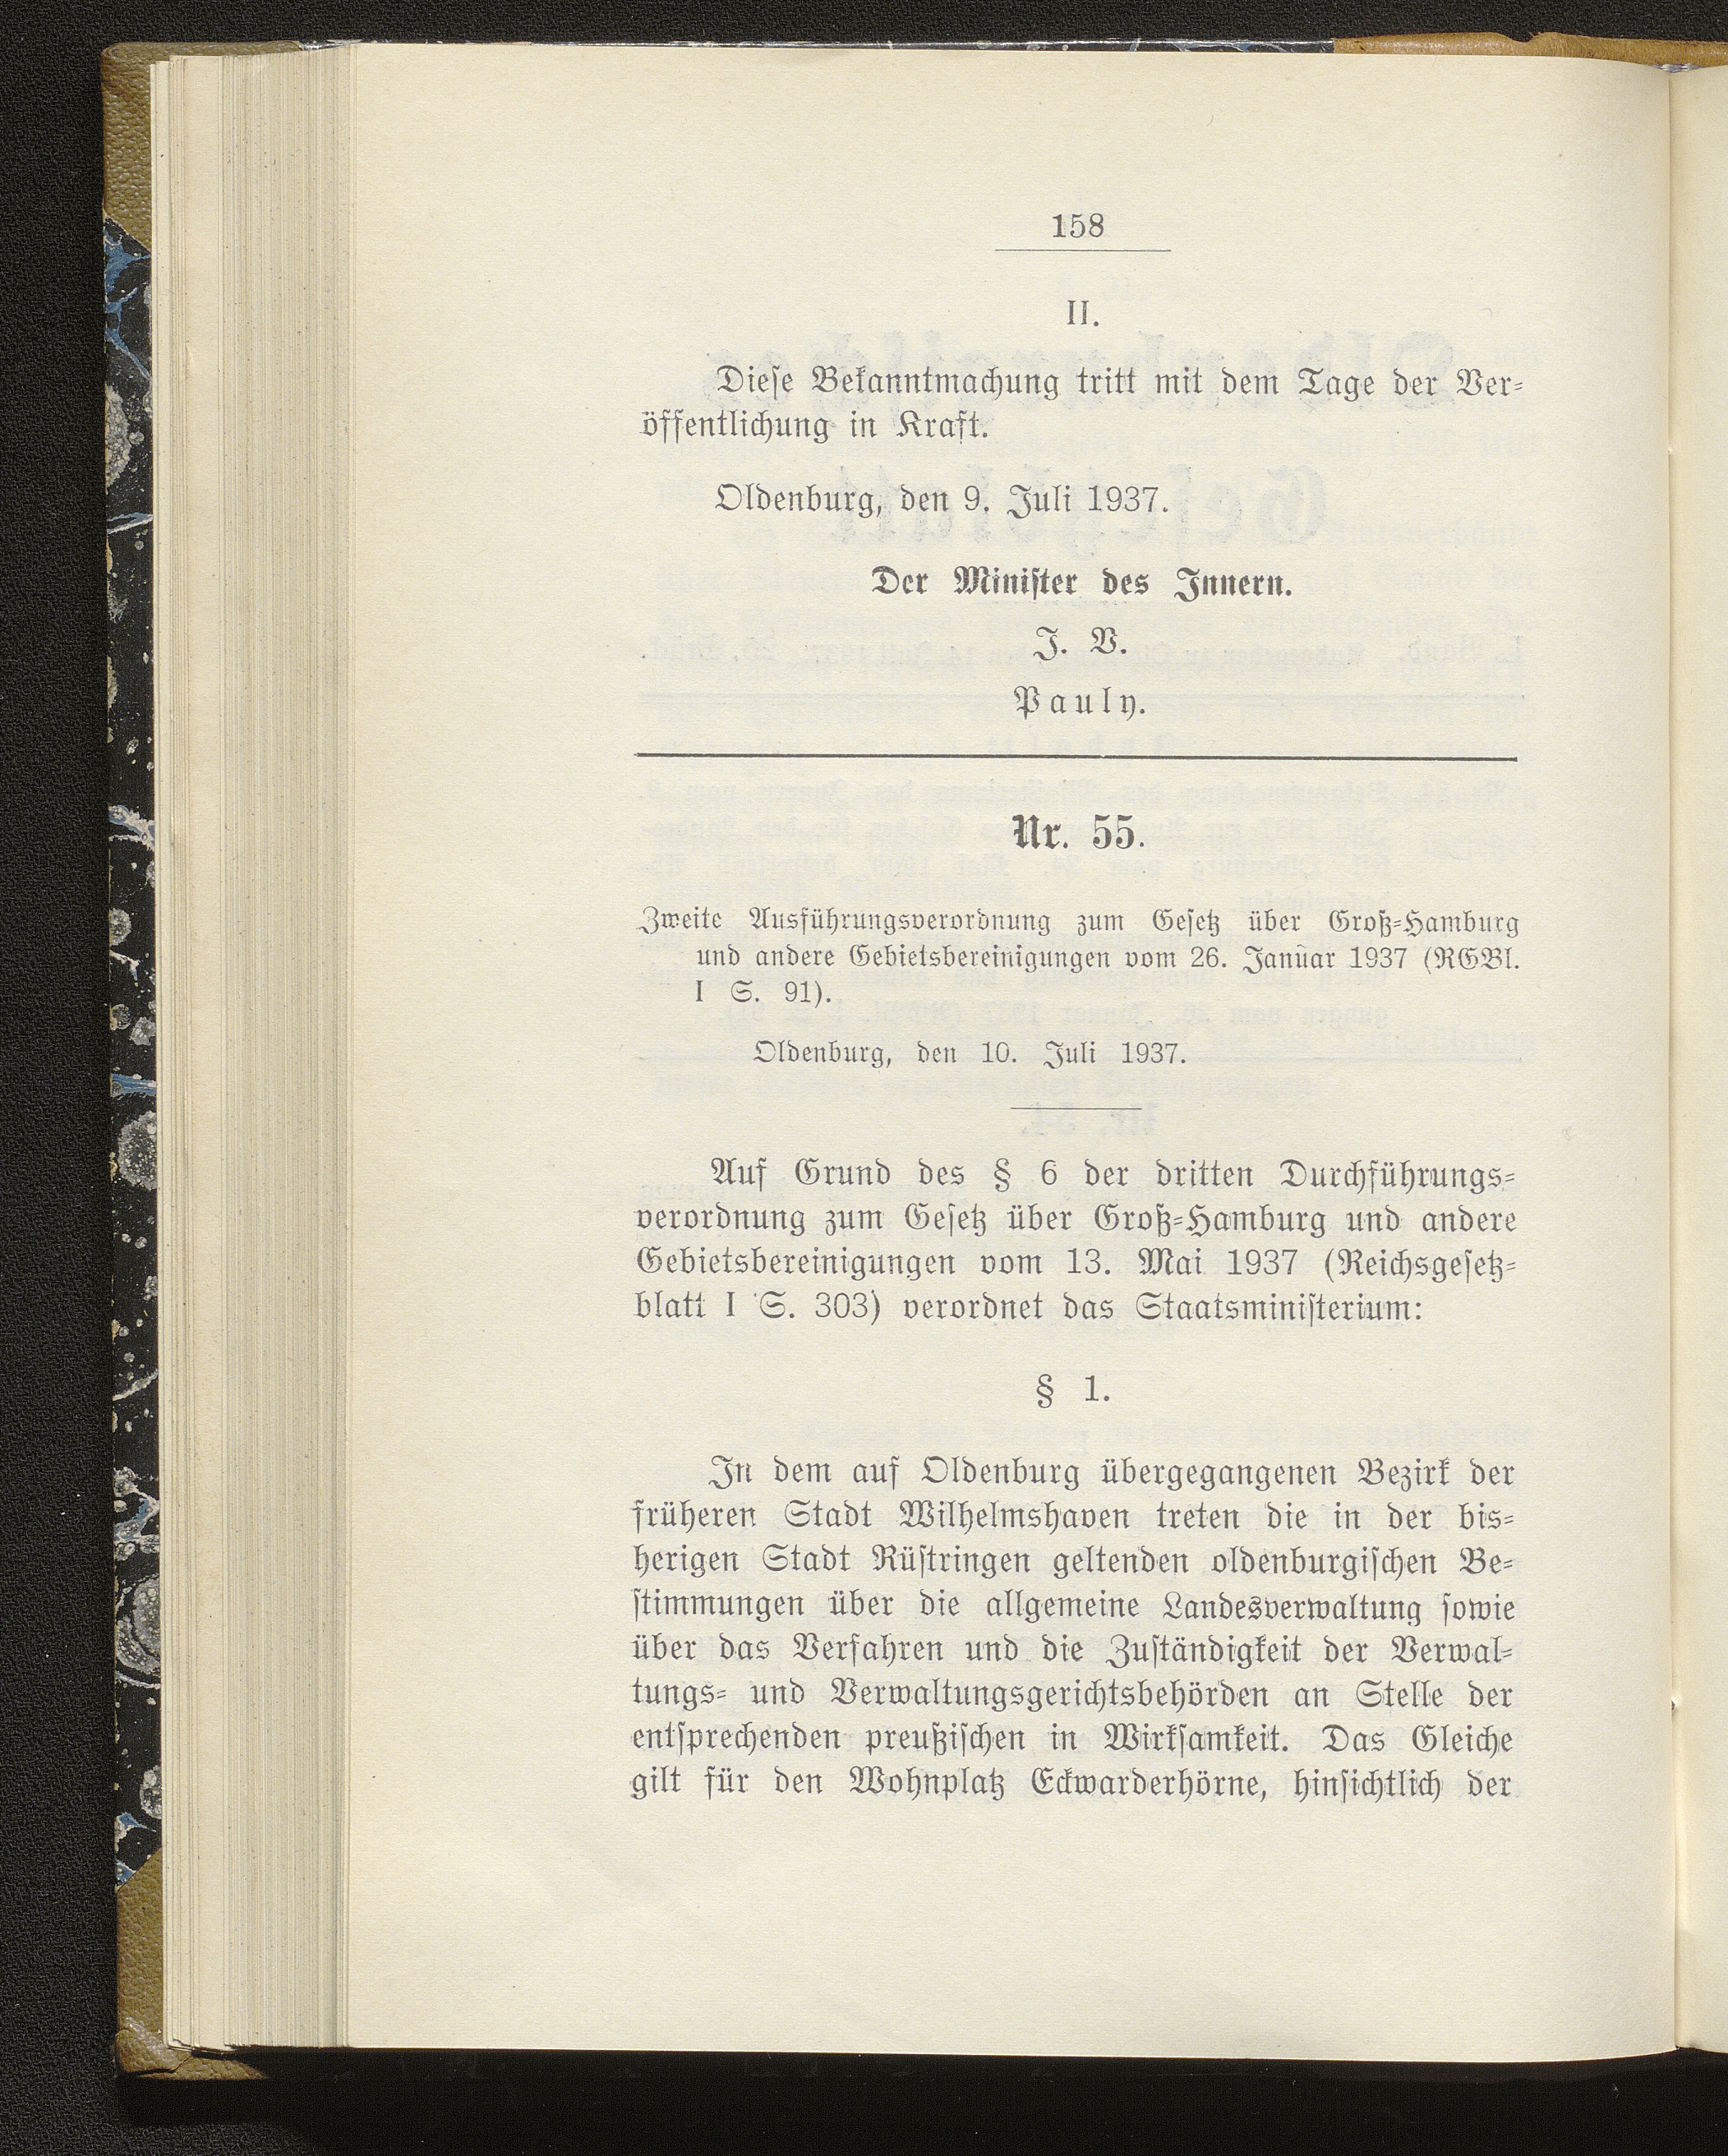 158
II.
Diese Bekanntmachung tritt mit dem Tage der Ver-
öffentlichung in Kraft.
Oldenburg, den 9. Juli 1937.
Der Minister des Innern.
J. V.
Pauly.
Nr. 55.
Zweite Ausführungsverordnung zum Gesetz über Groß-Hamburg
und andere Gebietsbereinigungen vom 26. Januar 1937 (RGBl.
I S. 91).
Oldenburg, den 10. Juli 1937.
Auf Grund des § 6 der dritten Durchführungs-
verordnung zum Gesetz über Groß-Hamburg und andere
Gebietsbereinigungen vom 13. Mai 1937 (Reichsgesetz-
blatt I S. 303) verordnet das Staatsministerium:
§ 1.
In dem auf Oldenburg übergegangenen Bezirk der
früheren Stadt Wilhelmshaven treten die in der bis-
herigen Stadt Rüstringen geltenden oldenburgischen Be-
stimmungen über die allgemeine Landesverwaltung sowie
über das Verfahren und die Zuständigkeit der Verwal-
tungs- und Verwaltungsgerichtsbehörden an Stelle der
entsprechenden preußischen in Wirksamkeit. Das Gleiche
gilt für den Wohnplatz Eckwarderhörne, hinsichtlich der